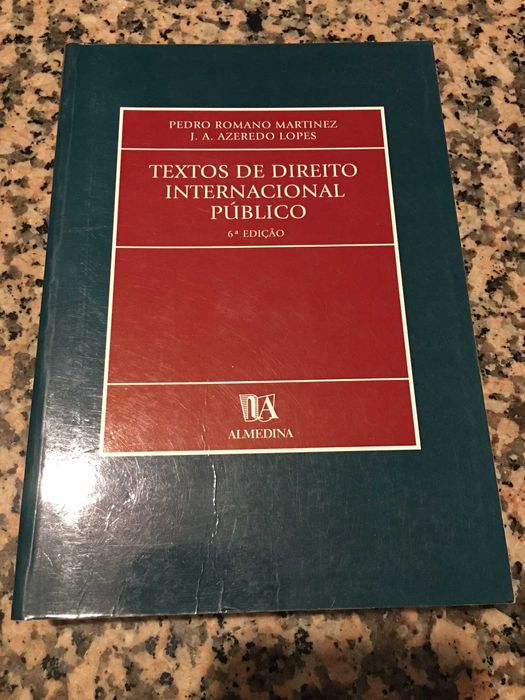 PEDRO ROMANO MARTINEZ
J. A. AZEREDO LOPES
TEXTOS DE DIREITO
INTERNACIONAL
PÚBLICO
6ª EDIÇÃO
ALMEDINA